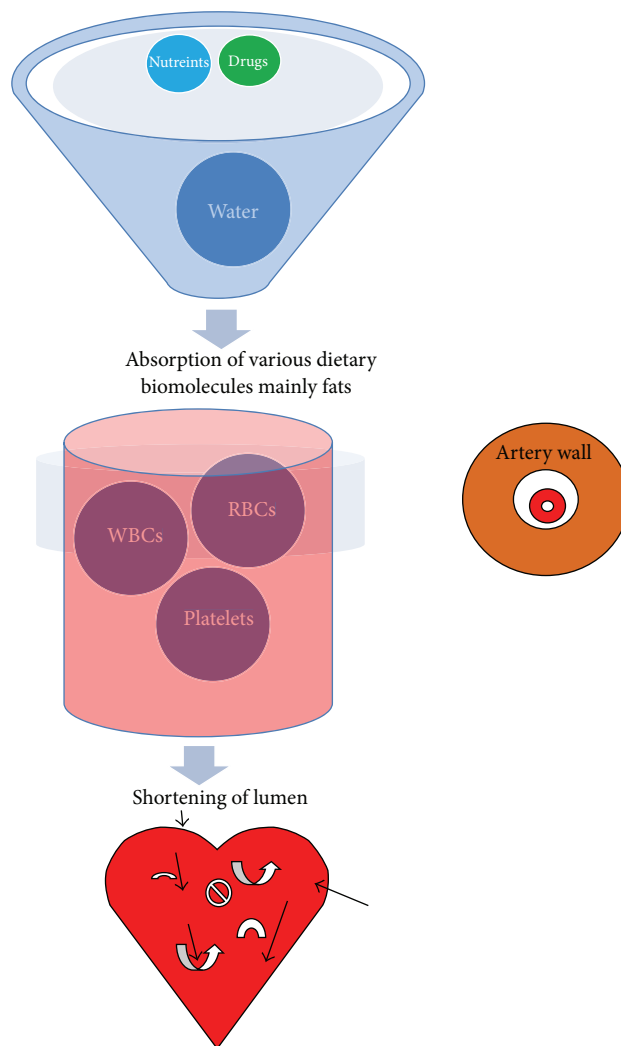 Nutreints
Drugs
Water
Absorption of various dietary
biomolecules mainly fats
Artery wall
RBCs
WBCs
Platelets
Shortening of lumen